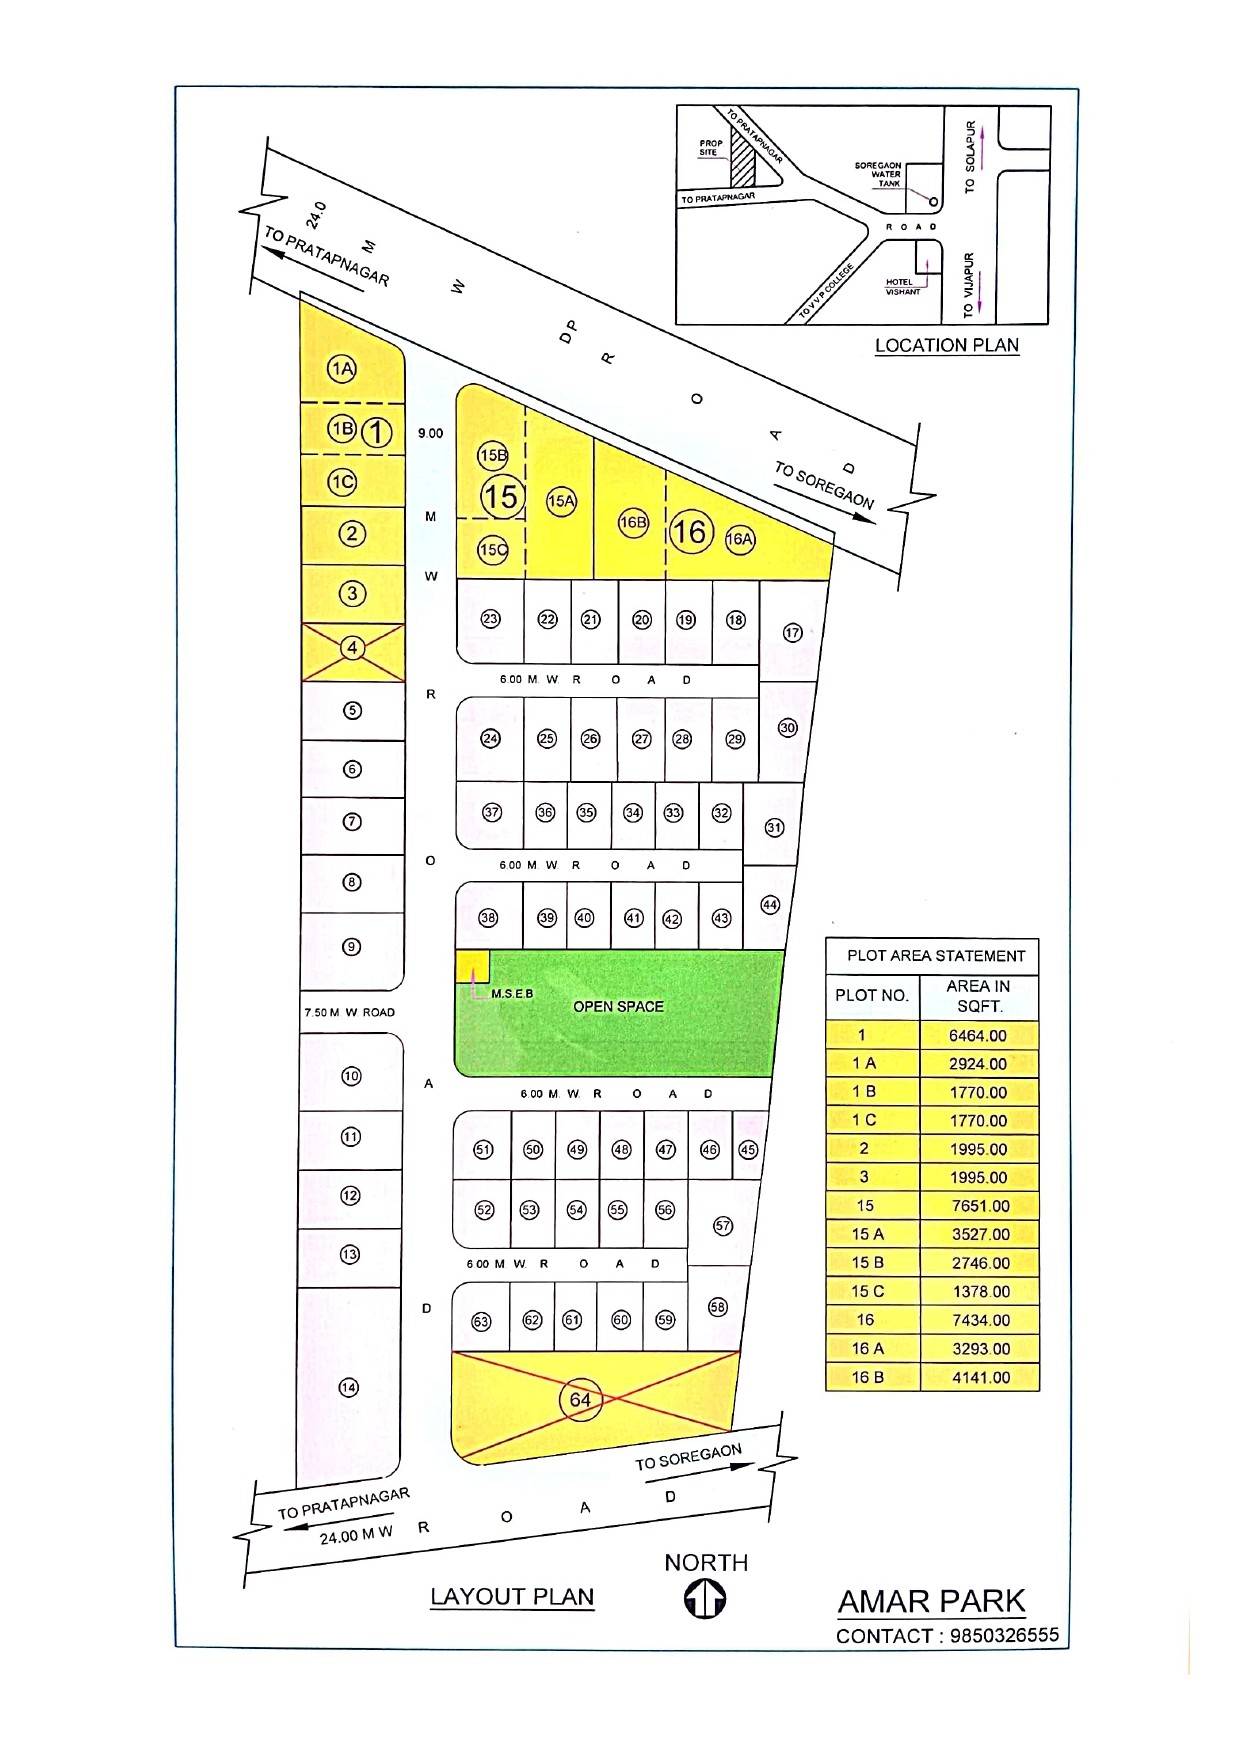 TO PRATAPNAGAR
PROP
SITE
TO PRATAPNAGAR
SOREGAON
WATER
TANK
TO SOLAPUR
ROAD
HOTEL
VISHANT
TO V V P COLLEGE
TO VIJAPUR
LOCATION PLAN
24.0 M W DP ROAD
TO PRATAPNAGAR
TO SOREGAON
1A
1B 1
1C
2
3
4
5
6
7
8
9
7.50 M W ROAD
10
11
12
13
14
9.00 M W ROAD
15B
15
15A
15C
16B
16
16A
23 22 21 20 19 18 17
6.00 M. W ROAD
24 25 26 27 28 29 30
37 36 35 34 33 32 31
6.00 M. W. ROAD
38 39 40 41 42 43 44
M.S.E.B
OPEN SPACE
6.00 M. W. ROAD
51 50 49 48 47 46 45
52 53 54 55 56 57
6.00 M W. ROAD
63 62 61 60 59 58
64
TO SOREGAON
TO PRATAPNAGAR
24.00 M W ROAD
PLOT AREA STATEMENT
PLOT NO. AREA IN SQFT.
1 6464.00
1 A 2924.00
1 B 1770.00
1 C 1770.00
2 1995.00
3 1995.00
15 7651.00
15 A 3527.00
15 B 2746.00
15 C 1378.00
16 7434.00
16 A 3293.00
16 B 4141.00
LAYOUT PLAN
NORTH
AMAR PARK
CONTACT : 9850326555